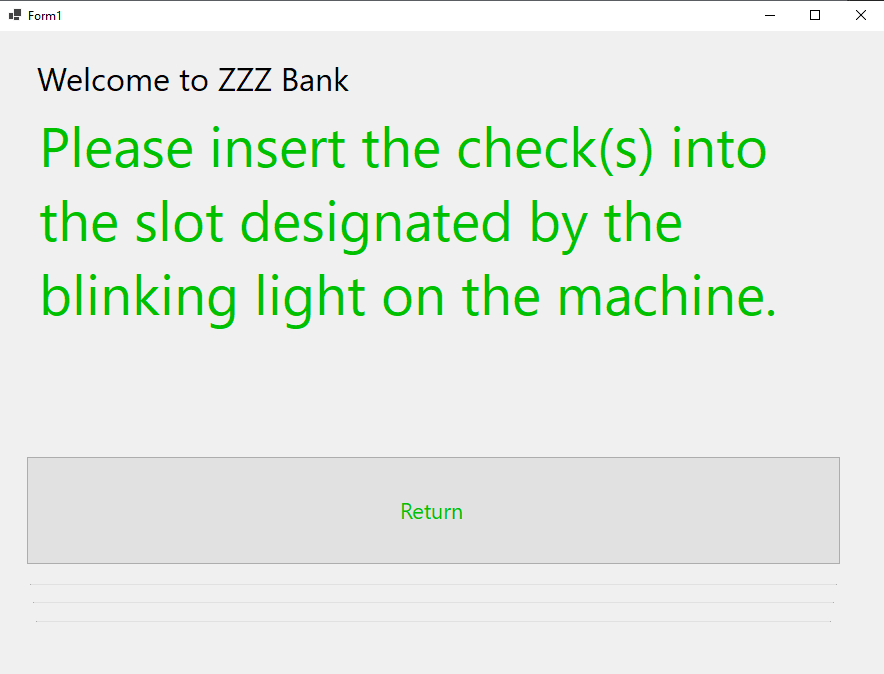 Form1
Welcome to ZZZ Bank
Please insert the check(s) into
the slot designated by the
blinking light on the machine.
Return